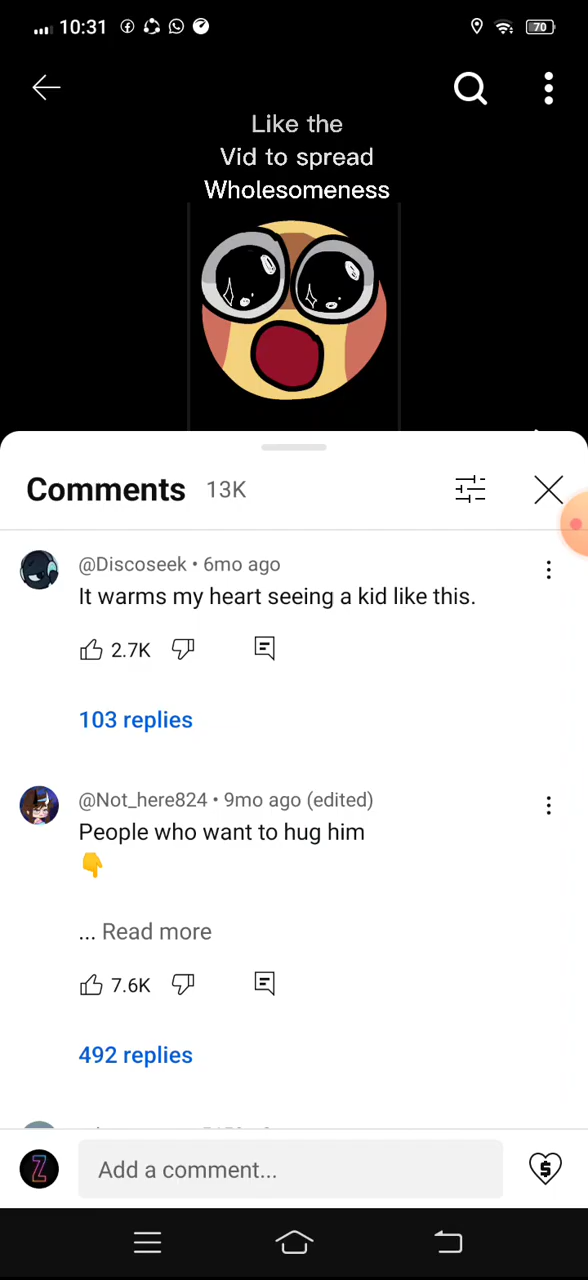 10:31
70
Like the
Vid to spread
Wholesomeness
Comments 13K
@Discoseek • 6mo ago
It warms my heart seeing a kid like this.
2.7K
103 replies
@Not_here824 • 9mo ago (edited)
People who want to hug him
👇
... Read more
7.6K
492 replies
Z Add a comment... $